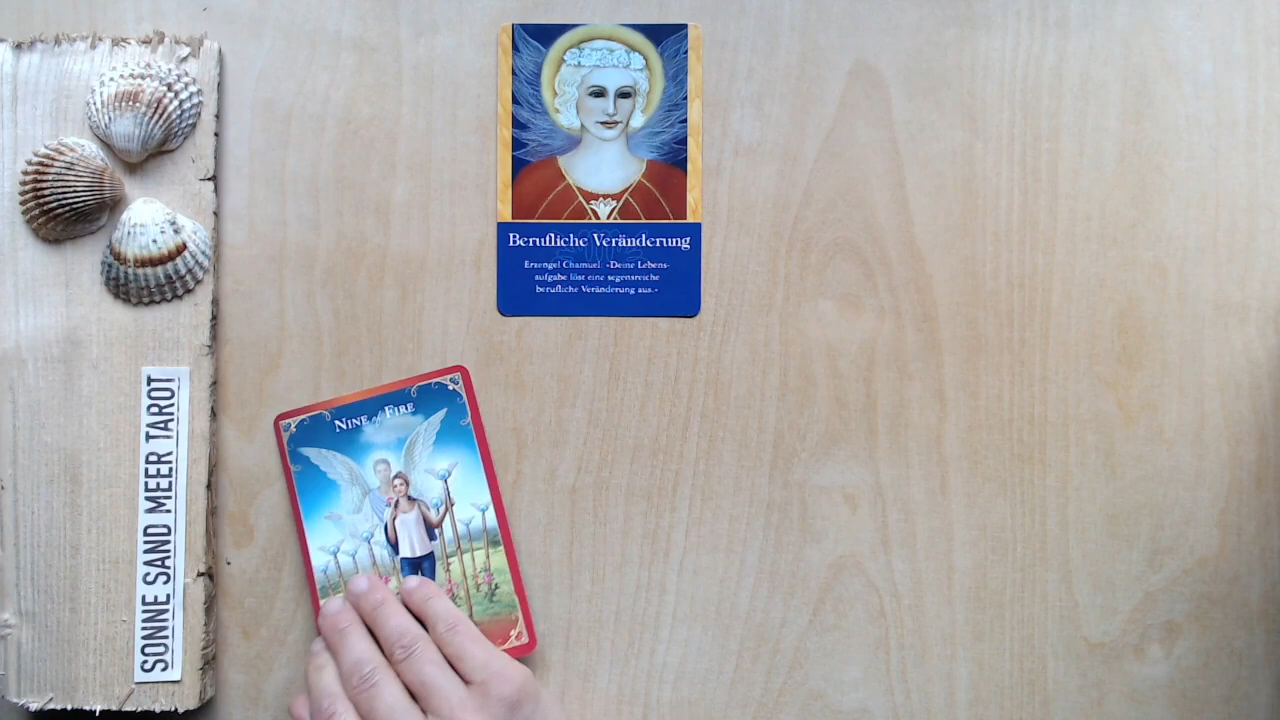 Berufliche Veränderung
Erzengel Chamuel: »Deine Lebens-
aufgabe löst eine segensreiche
berufliche Veränderung aus.«
NINE of FIRE
SONNE SAND MEER TAROT